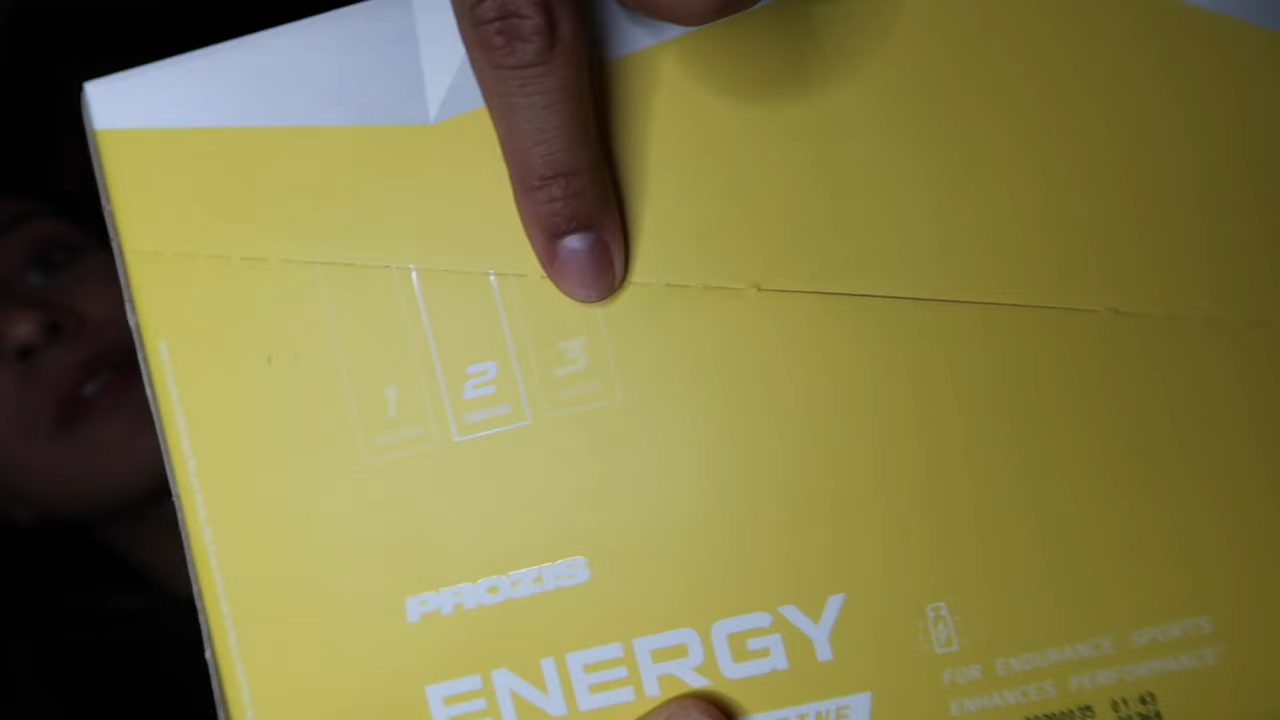 1
2
3
PROZIS
ENERGY
FOR ENDURANCE SPORTS
ENHANCES PERFORMANCE